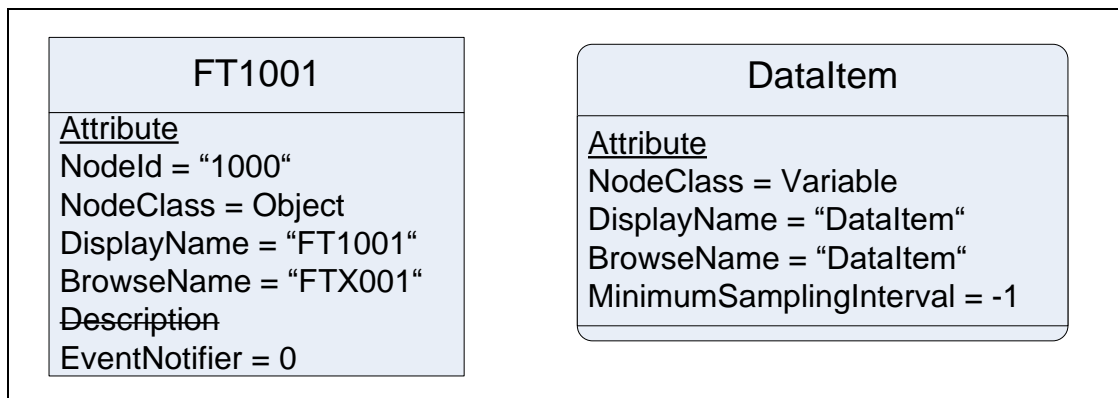 FT1001
Attribute
NodeId = “1000“
NodeClass = Object
DisplayName = “FT1001“
BrowseName = “FTX001“
Description
EventNotifier = 0
DataItem
Attribute
NodeClass = Variable
DisplayName = “DataItem“
BrowseName = “DataItem“
MinimumSamplingInterval = -1